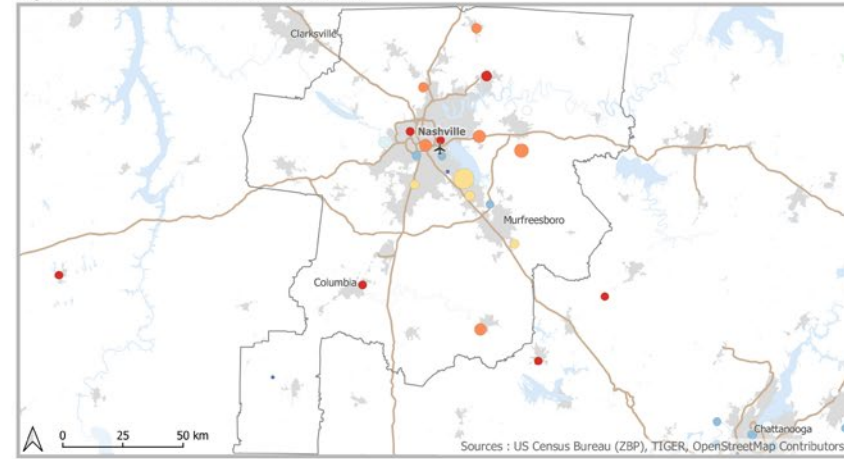 Clarksville
Nashville
Murfreesboro
Columbia
Chattanooga
0 25 50 km
Sources : US Census Bureau (ZBP), TIGER, OpenStreetMap Contributors